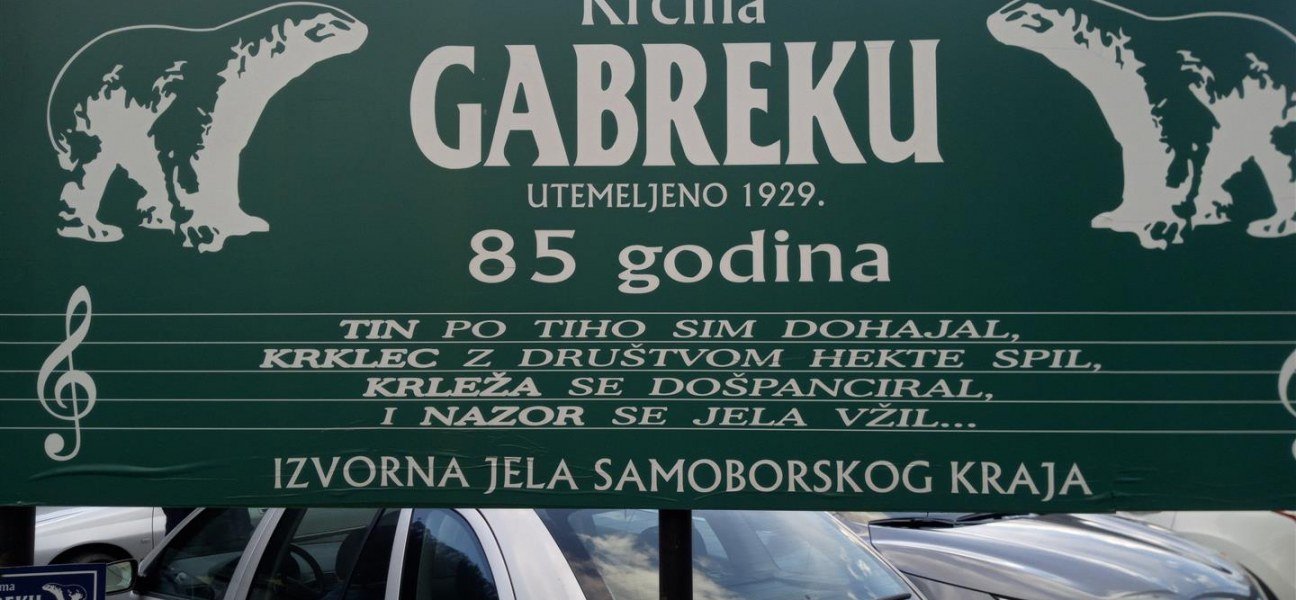 Krčma
GABREKU
UTEMELJENO 1929.
85 godina
TIN PO TIHO SIM DOHAJAL,
KRKLEC Z DRUŠTVOM HEKTE SPIL,
KRLEŽA SE DOŠPANCIRAL,
I NAZOR SE JELA VŽIL...
IZVORNA JELA SAMOBORSKOG KRAJA